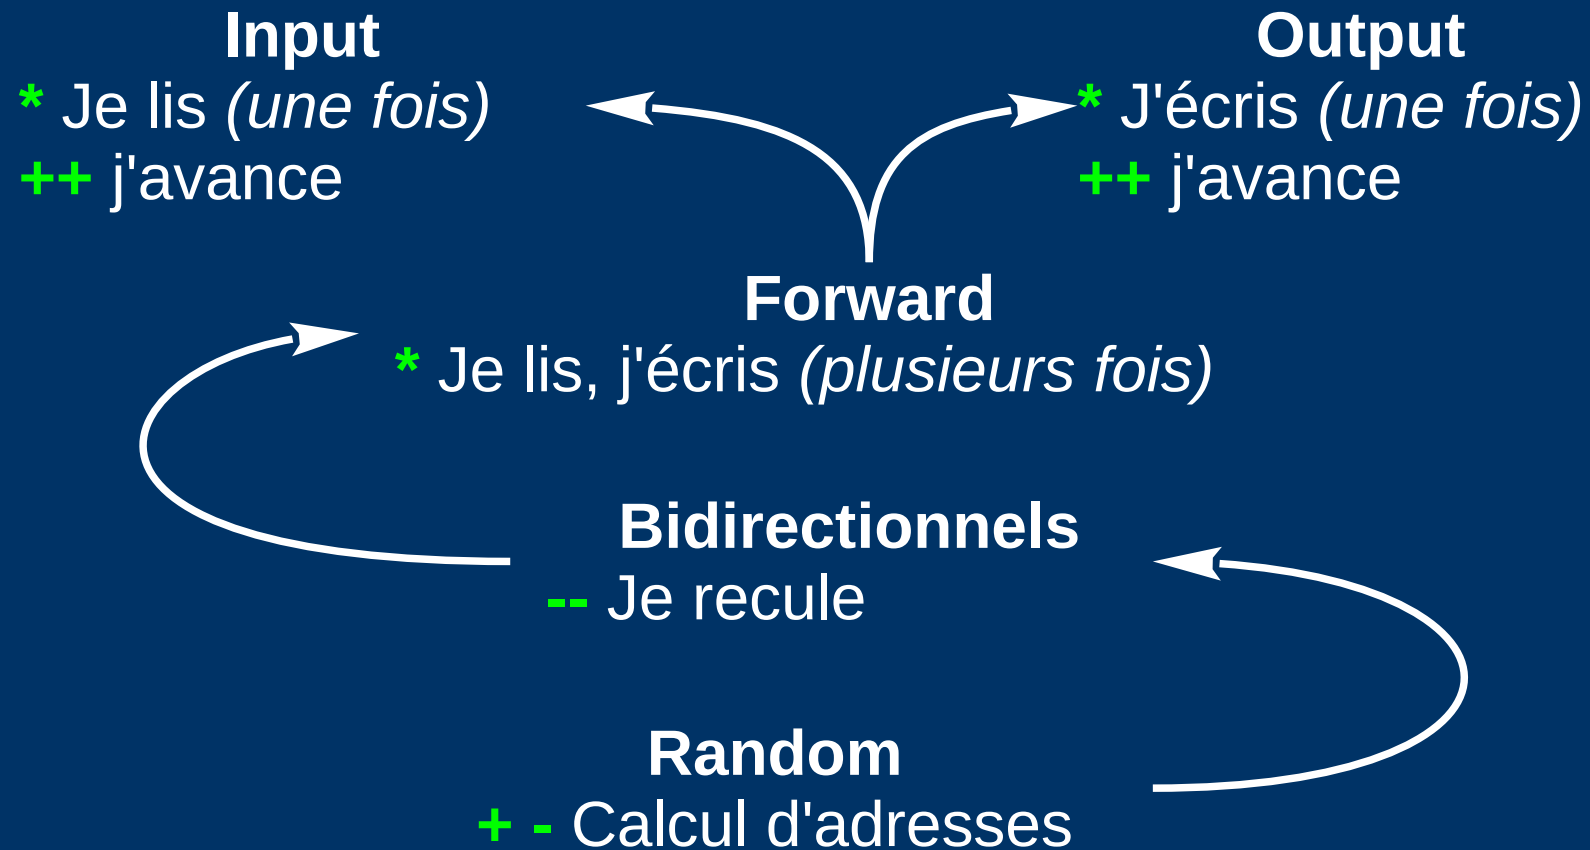 Input
* Je lis (une fois)
++ j'avance
Output
* J'écris (une fois)
++ j'avance
Forward
* Je lis, j'écris (plusieurs fois)
Bidirectionnels
-- Je recule
Random
+ - Calcul d'adresses